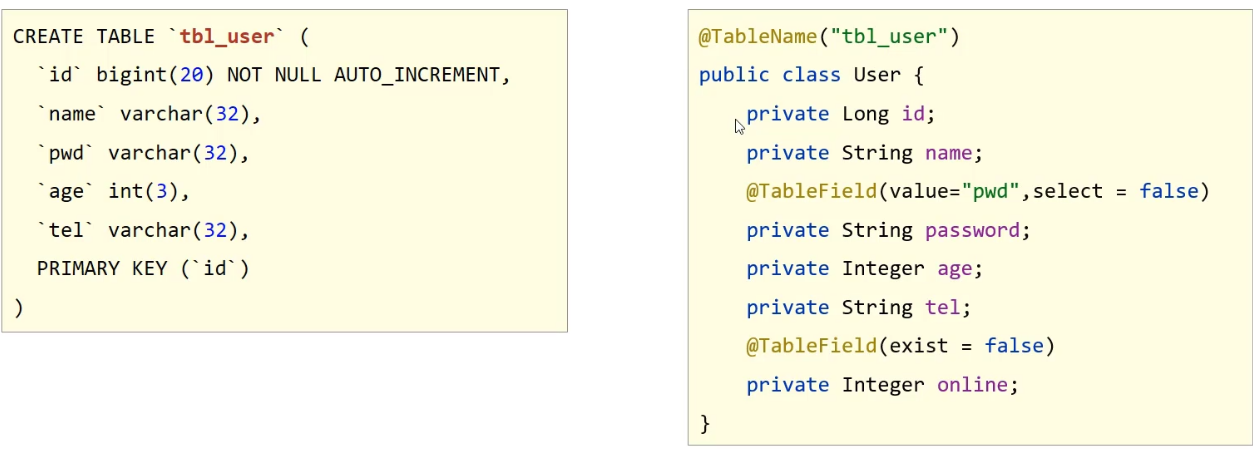 CREATE TABLE `tbl_user` (
`id` bigint(20) NOT NULL AUTO_INCREMENT,
`name` varchar(32),
`pwd` varchar(32),
`age` int(3),
`tel` varchar(32),
PRIMARY KEY (`id`)
)
@TableName("tbl_user")
public class User {
private Long id;
private String name;
@TableField(value="pwd",select = false)
private String password;
private Integer age;
private String tel;
@TableField(exist = false)
private Integer online;
}